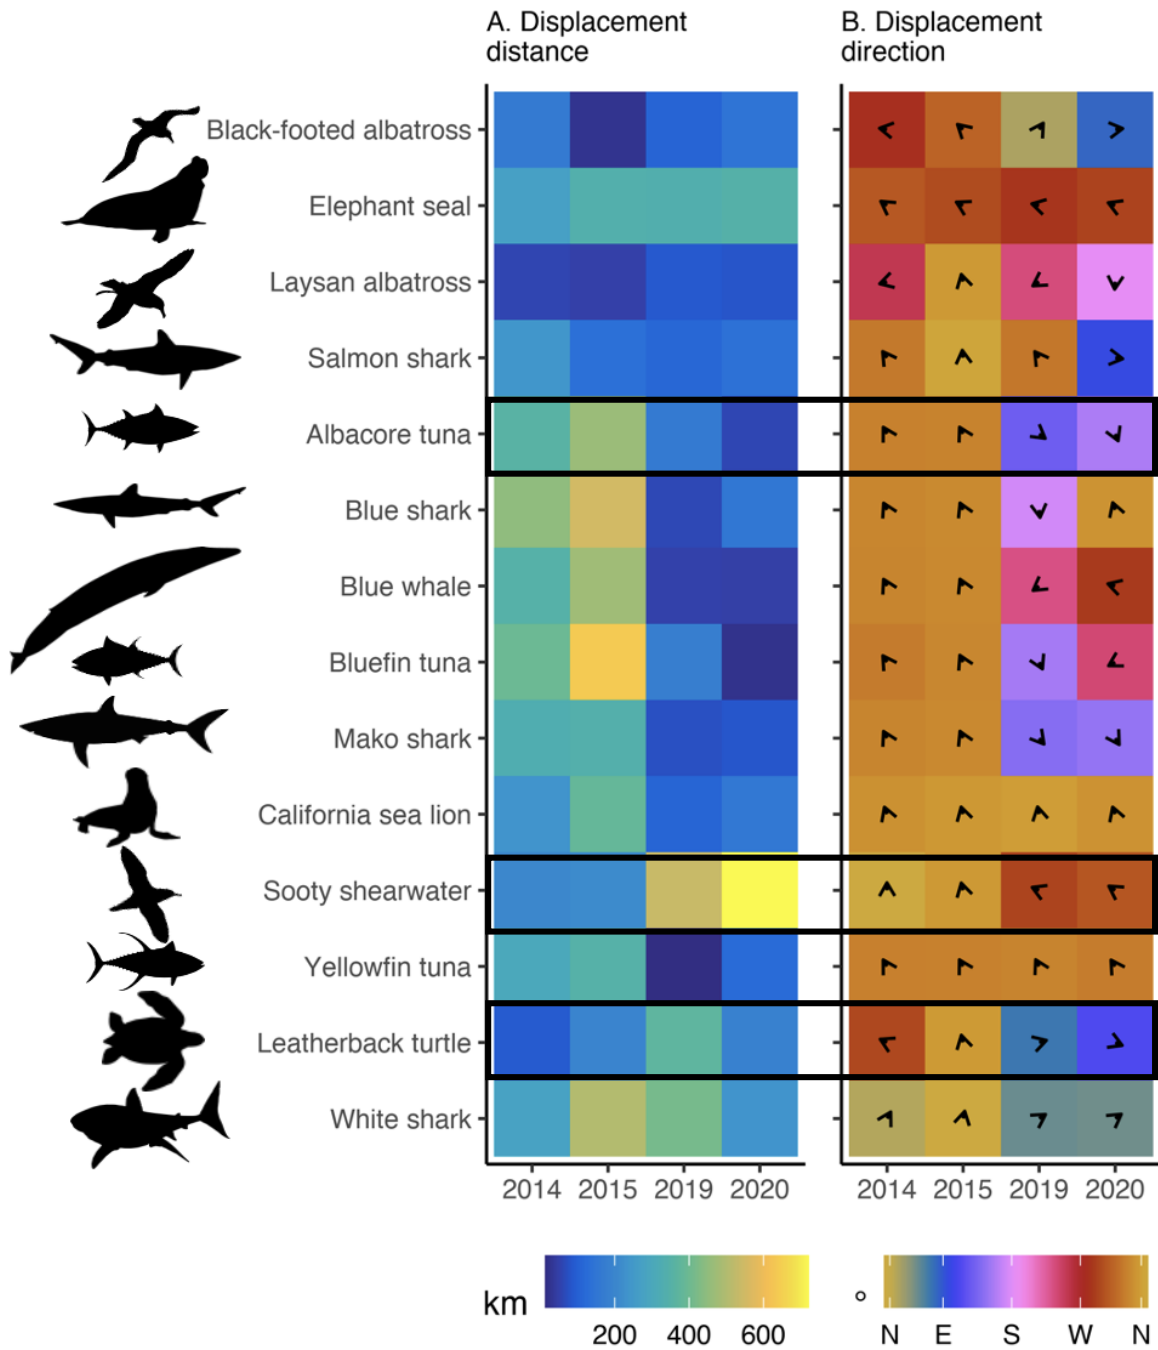 A. Displacement
distance
B. Displacement
direction
Black-footed albatross
Elephant seal
Laysan albatross
Salmon shark
Albacore tuna
Blue shark
Blue whale
Bluefin tuna
Mako shark
California sea lion
Sooty shearwater
Yellowfin tuna
Leatherback turtle
White shark
2014 2015 2019 2020
2014 2015 2019 2020
km
200 400 600
°
N E S W N